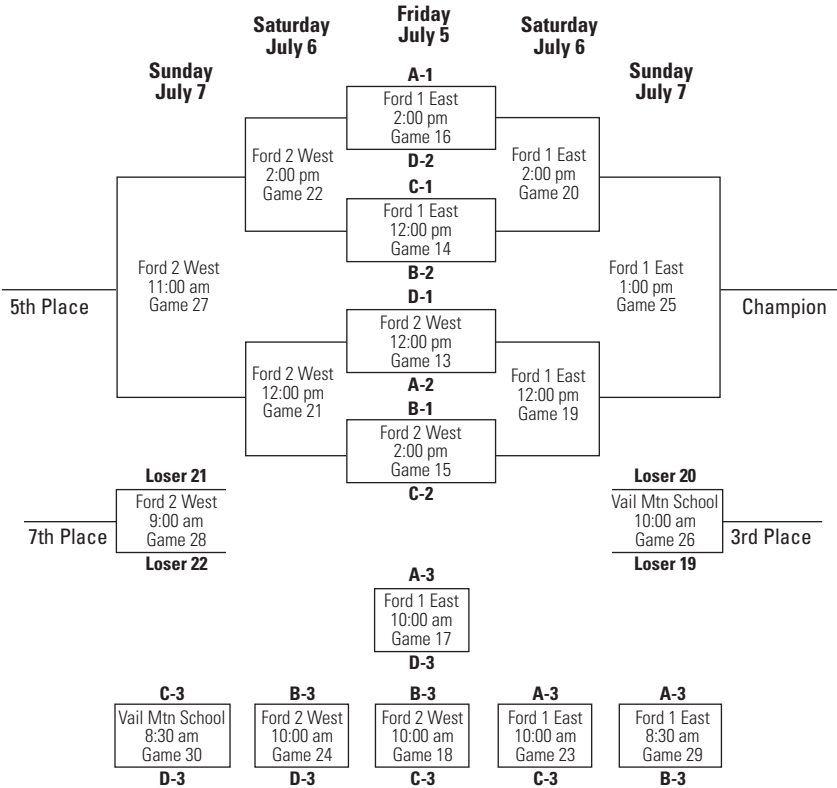 Friday
July 5
Saturday
July 6
Saturday
July 6
Sunday
July 7
Sunday
July 7
A-1
Ford 1 East
2:00 pm
Game 16
D-2
Ford 2 West
2:00 pm
Game 22
Ford 1 East
2:00 pm
Game 20
C-1
Ford 1 East
12:00 pm
Game 14
B-2
Ford 2 West
11:00 am
Game 27
5th Place
Ford 1 East
1:00 pm
Game 25
Champion
D-1
Ford 2 West
12:00 pm
Game 13
A-2
Ford 2 West
12:00 pm
Game 21
Ford 1 East
12:00 pm
Game 19
B-1
Ford 2 West
2:00 pm
Game 15
C-2
Loser 21
Ford 2 West
9:00 am
Game 28
Loser 22
7th Place
Loser 20
Vail Mtn School
10:00 am
Game 26
Loser 19
3rd Place
A-3
Ford 1 East
10:00 am
Game 17
D-3
C-3
Vail Mtn School
8:30 am
Game 30
D-3
B-3
Ford 2 West
10:00 am
Game 24
D-3
B-3
Ford 2 West
10:00 am
Game 18
C-3
A-3
Ford 1 East
10:00 am
Game 23
C-3
A-3
Ford 1 East
8:30 am
Game 29
B-3